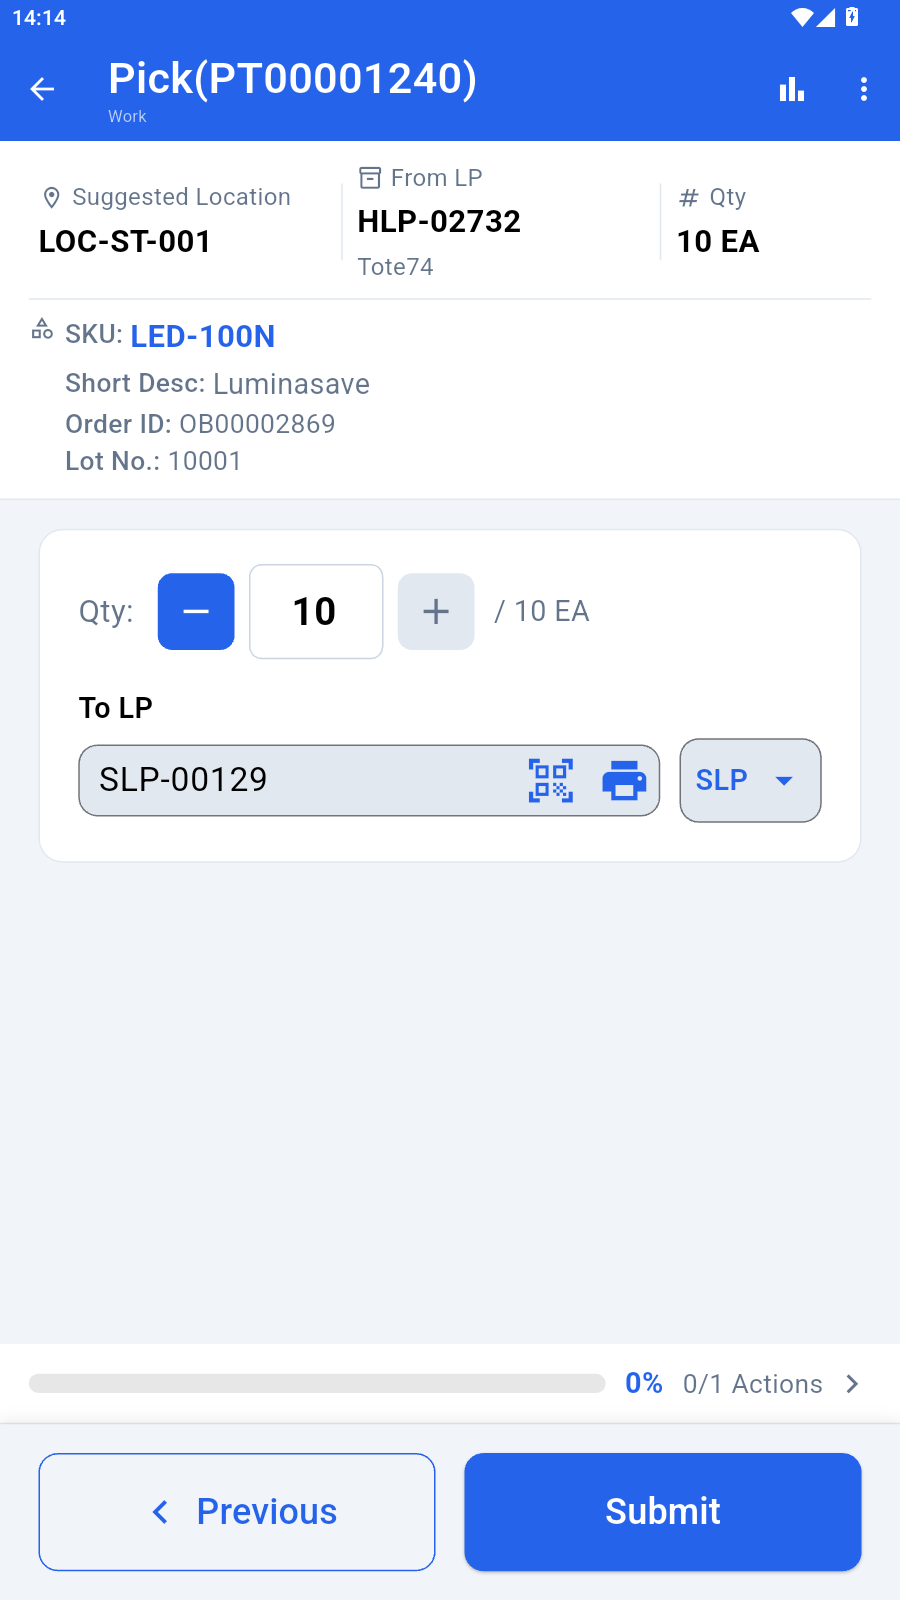 14:14
Pick(PT00001240)
Work
Suggested Location
LOC-ST-001
From LP
HLP-02732
Tote74
# Qty
10 EA
SKU: LED-100N
Short Desc: Luminasave
Order ID: OB00002869
Lot No.: 10001
Qty: − 10 + / 10 EA
To LP
SLP-00129
SLP
0% 0/1 Actions
Previous
Submit